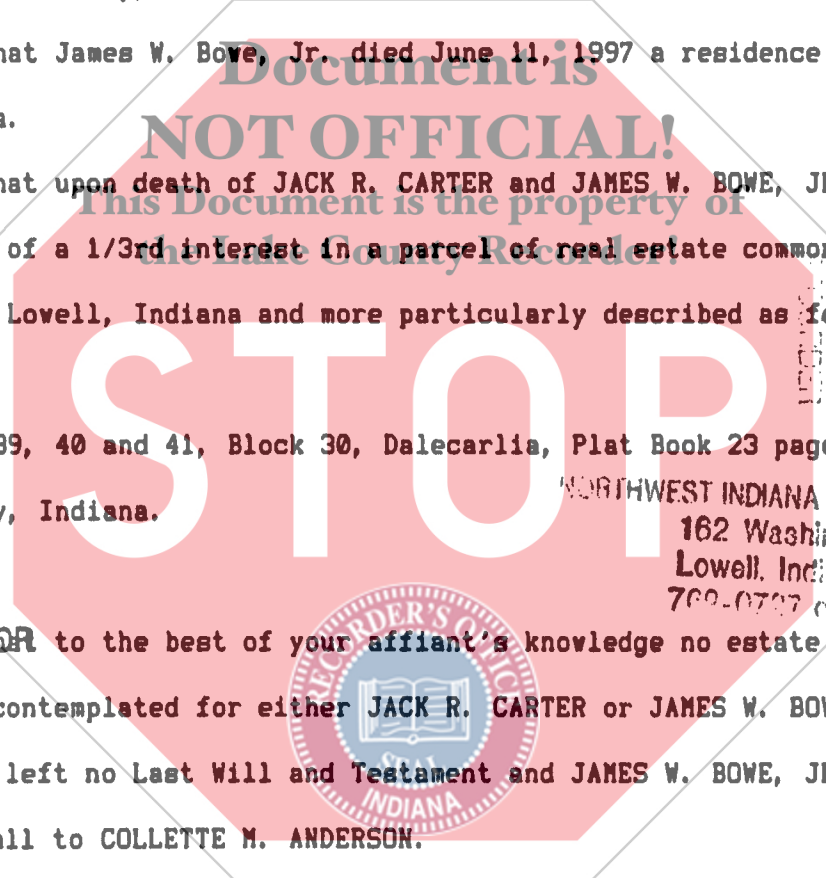 hat James W. Bowe, Jr. died June 11, 1997 a residence
Document is
a.
NOT OFFICIAL!
hat upon death of JACK R. CARTER and JAMES W. BOWE, JR
This Document is the property of
of a 1/3rd interest in a parcel of real estate common
the Lake County Recorder!
Lowell, Indiana and more particularly described as fo
STOP
39, 40 and 41, Block 30, Dalecarlia, Plat Book 23 page
NORTHWEST INDIANA
y, Indiana.
162 Washi
Lowell, Indi
to the best of your affiant's knowledge no estate
RECORDER'S OFFICE
contemplated for either JACK R. CARTER or JAMES W. BOW
left no Last Will and Testament and JAMES W. BOWE, JR
SEAL
INDIANA
all to COLLETTE M. ANDERSON.